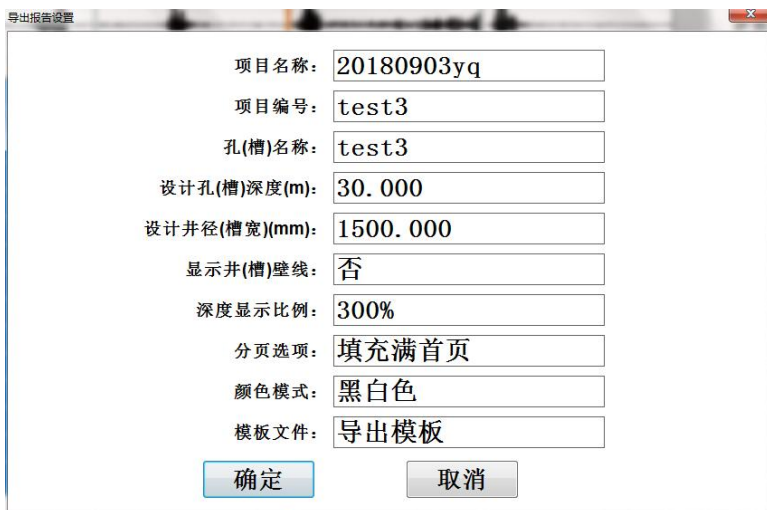 导出报告设置
项目名称： 20180903yq
项目编号： test3
孔(槽)名称： test3
设计孔(槽)深度(m)： 30.000
设计井径(槽宽)(mm)： 1500.000
显示井(槽)壁线： 否
深度显示比例： 300%
分页选项： 填充满首页
颜色模式： 黑白色
模板文件： 导出模板
确定 取消